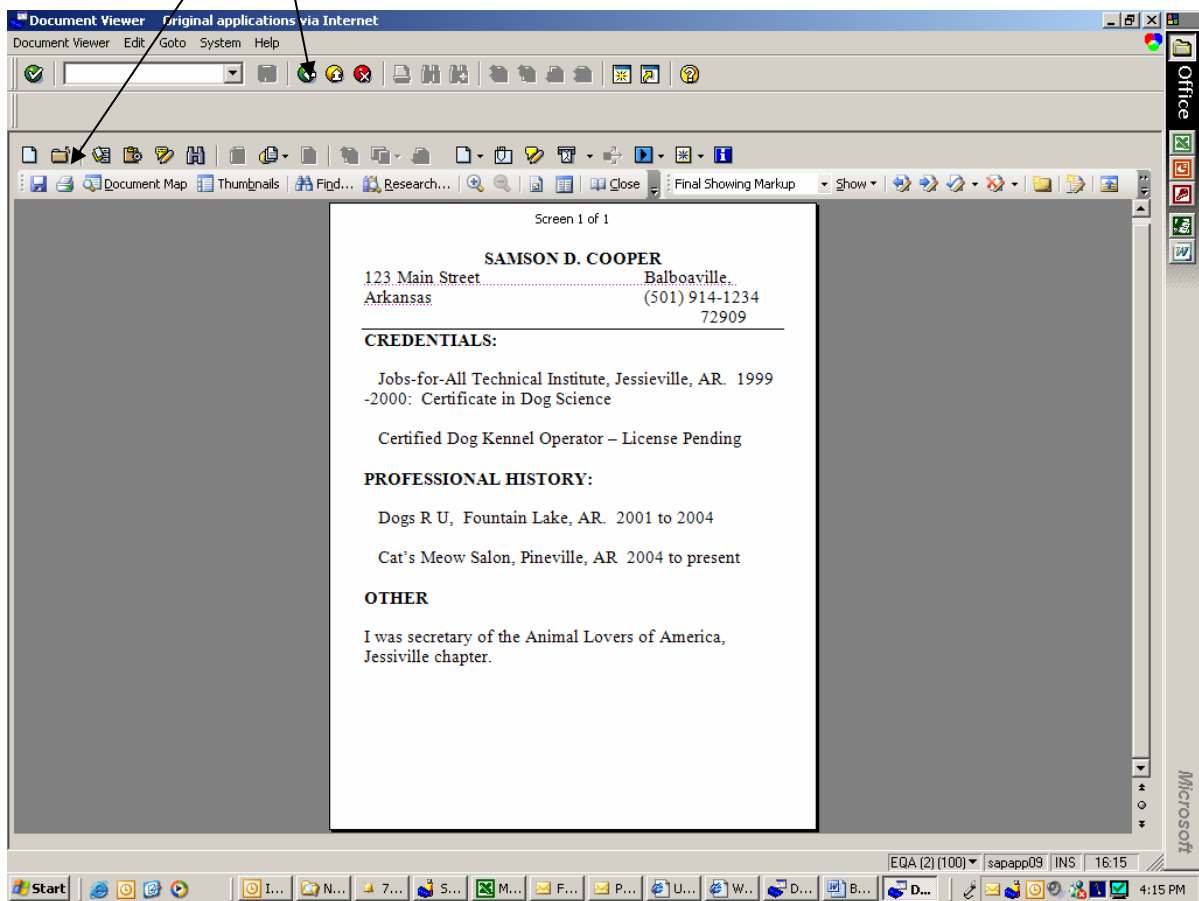 Document Viewer Original applications via Internet
Document Viewer Edit Goto System Help
Office
Document Map Thumbnails Find... Research... Close Final Showing Markup Show
Screen 1 of 1
SAMSON D. COOPER
123 Main Street Balboaville,
Arkansas (501) 914-1234
72909
CREDENTIALS:
Jobs-for-All Technical Institute, Jessieville, AR. 1999
-2000: Certificate in Dog Science
Certified Dog Kennel Operator – License Pending
PROFESSIONAL HISTORY:
Dogs R U, Fountain Lake, AR. 2001 to 2004
Cat's Meow Salon, Pineville, AR 2004 to present
OTHER
I was secretary of the Animal Lovers of America,
Jessiville chapter.
Microsoft
EQA (2) (100) sapapp09 INS 16:15
Start I... N... 7... S... M... F... P... U... W... D... B... D... 4:15 PM